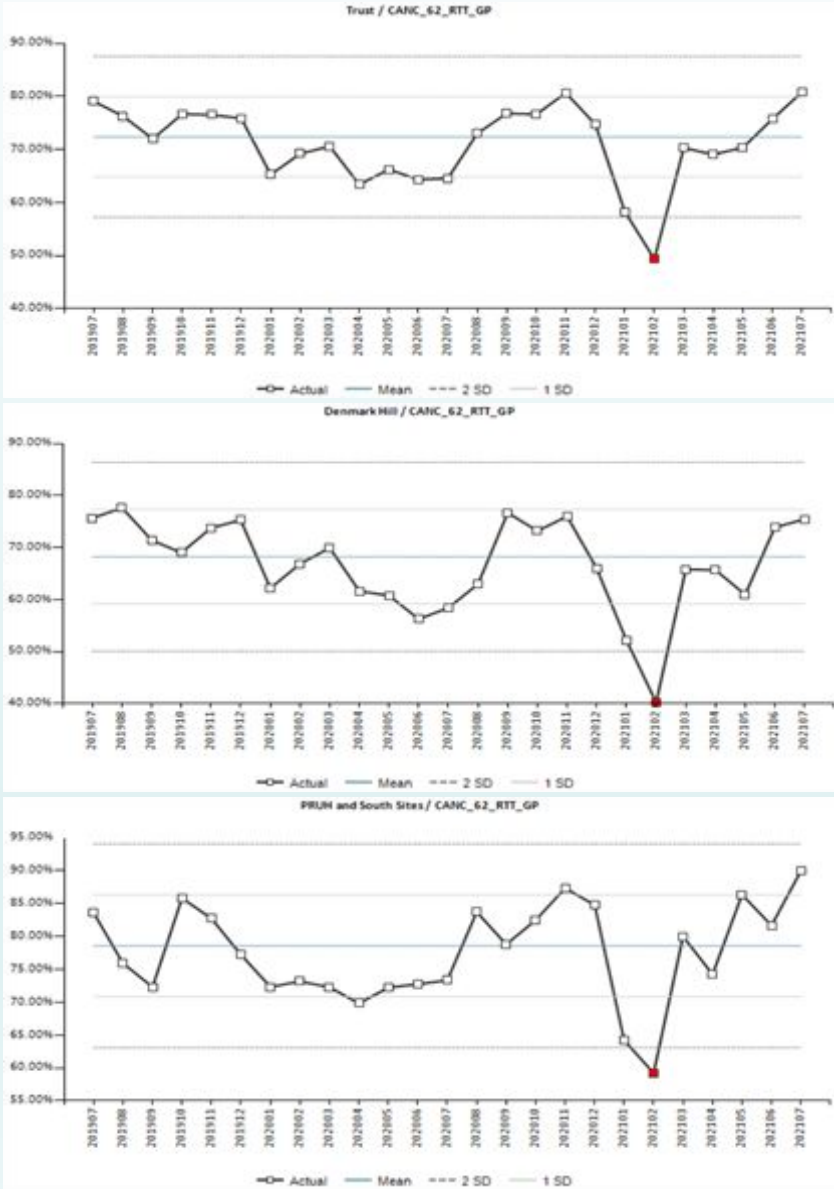 Trust / CANC_62_RTT_GP
90.00%
80.00%
70.00%
60.00%
50.00%
40.00%
201907 201908 201909 201910 201911 201912 202001 202002 202003 202004 202005 202006 202007 202008 202009 202010 202011 202012 202101 202102 202103 202104 202105 202106 202107
Actual Mean 2 SD 1 SD
Denmark Hill / CANC_62_RTT_GP
90.00%
80.00%
70.00%
60.00%
50.00%
40.00%
201907 201908 201909 201910 201911 201912 202001 202002 202003 202004 202005 202006 202007 202008 202009 202010 202011 202012 202101 202102 202103 202104 202105 202106 202107
Actual Mean 2 SD 1 SD
PRUH and South Sites / CANC_62_RTT_GP
95.00%
90.00%
85.00%
80.00%
75.00%
70.00%
65.00%
60.00%
55.00%
201907 201908 201909 201910 201911 201912 202001 202002 202003 202004 202005 202006 202007 202008 202009 202010 202011 202012 202101 202102 202103 202104 202105 202106 202107
Actual Mean 2 SD 1 SD